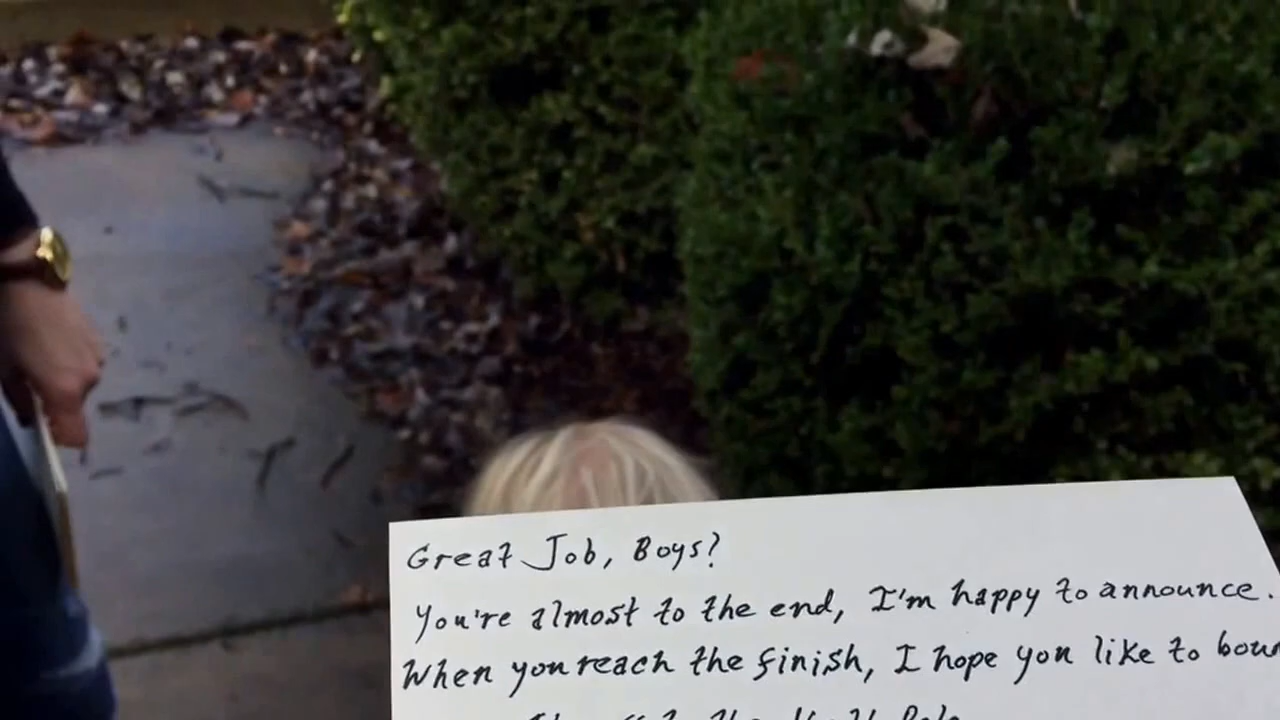 Great Job, Boys?
You're almost to the end, I'm happy to announce.
When you reach the finish, I hope you like to